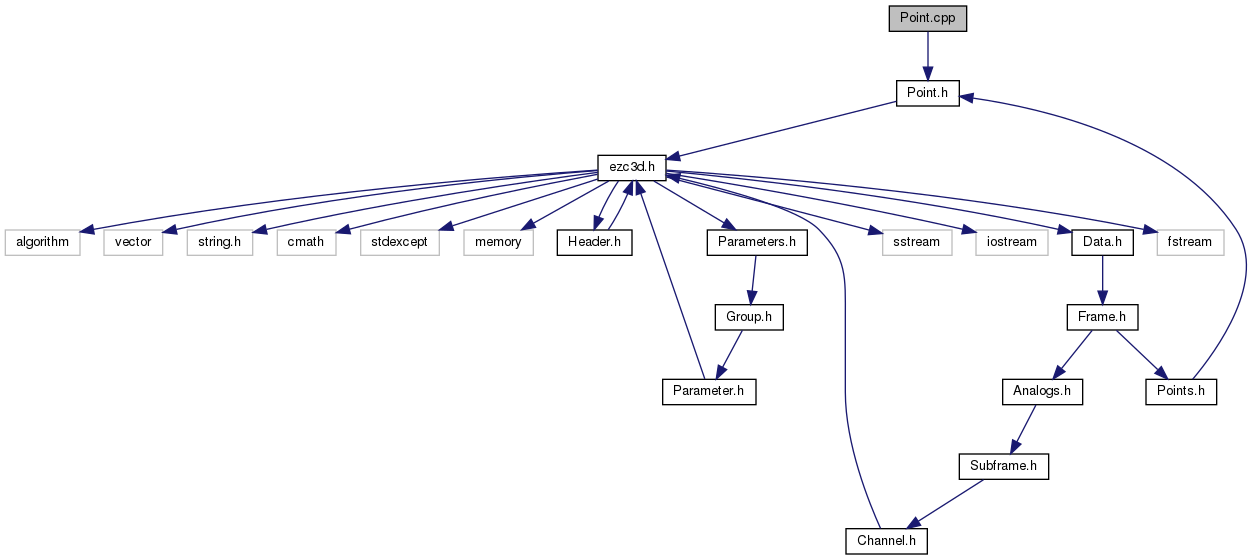 Point.cpp
Point.h
ezc3d.h
algorithm
vector
string.h
cmath
stdexcept
memory
Header.h
Parameters.h
sstream
iostream
Data.h
fstream
Group.h
Frame.h
Parameter.h
Analogs.h
Points.h
Subframe.h
Channel.h